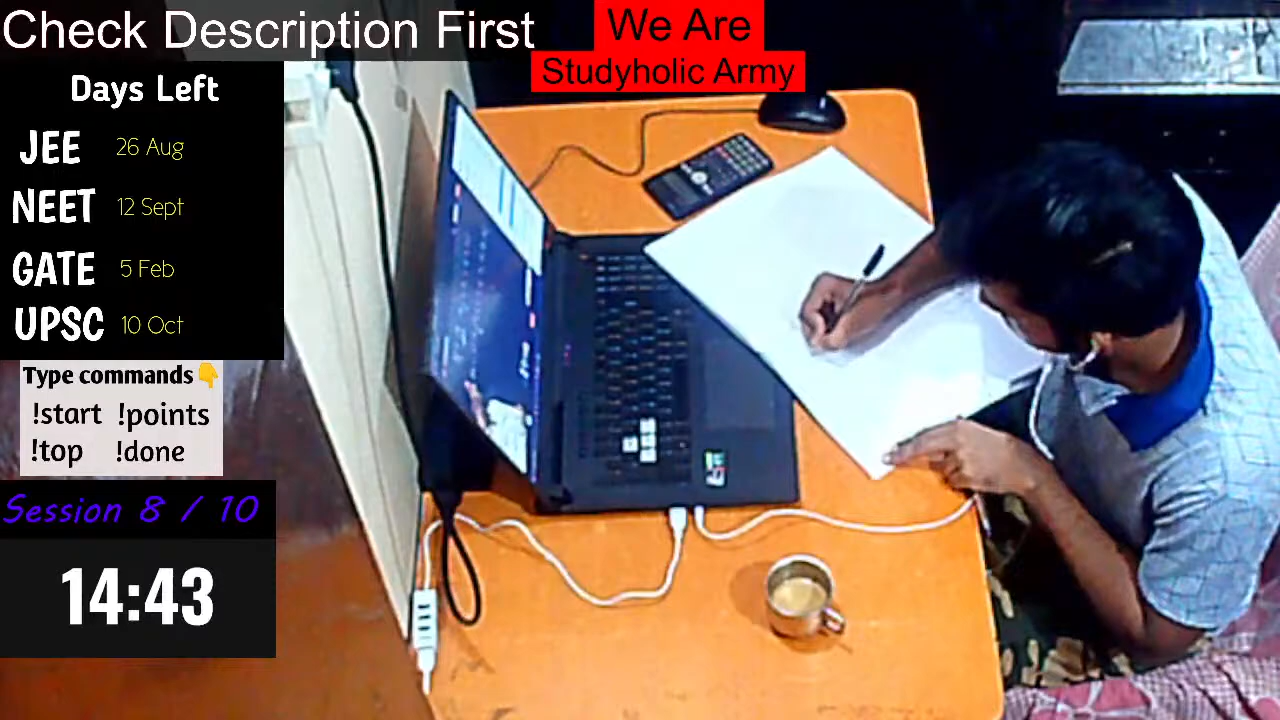 Check Description First
We Are
Studyholic Army
Days Left
JEE 26 Aug
NEET 12 Sept
GATE 5 Feb
UPSC 10 Oct
Type commands👇
!start !points
!top !done
Session 8 / 10
14:43